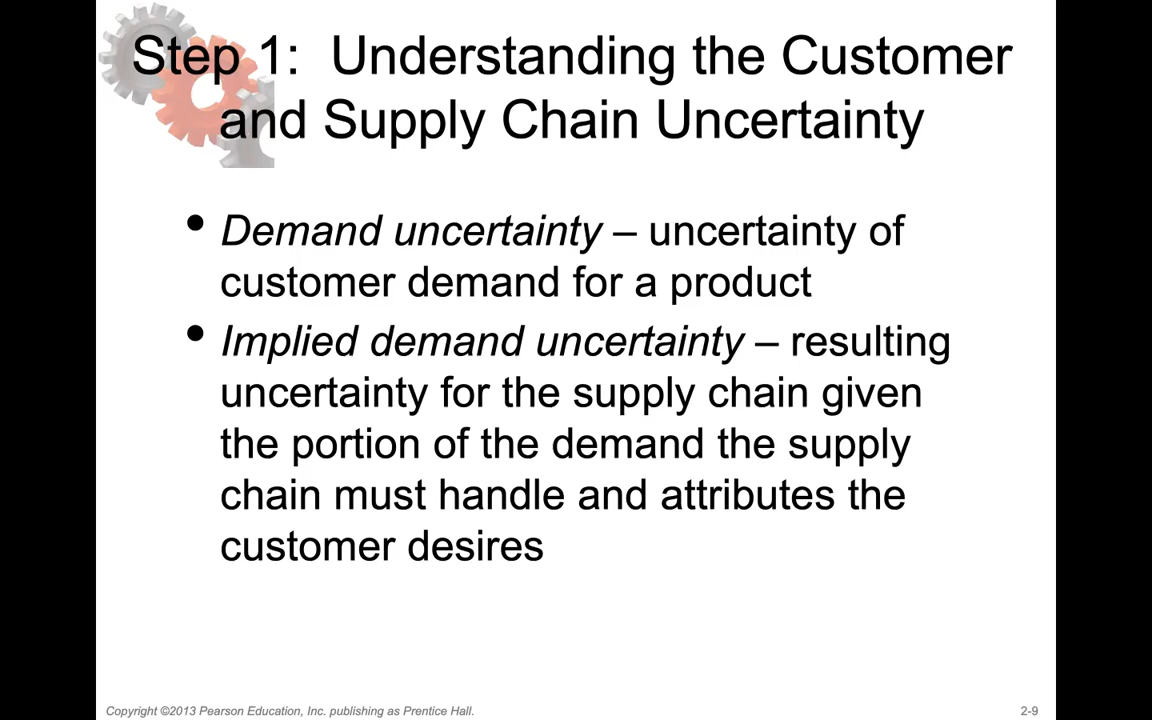 Step 1:  Understanding the Customer
and Supply Chain Uncertainty
• Demand uncertainty – uncertainty of
customer demand for a product
• Implied demand uncertainty – resulting
uncertainty for the supply chain given
the portion of the demand the supply
chain must handle and attributes the
customer desires
Copyright ©2013 Pearson Education, Inc. publishing as Prentice Hall.
2-9